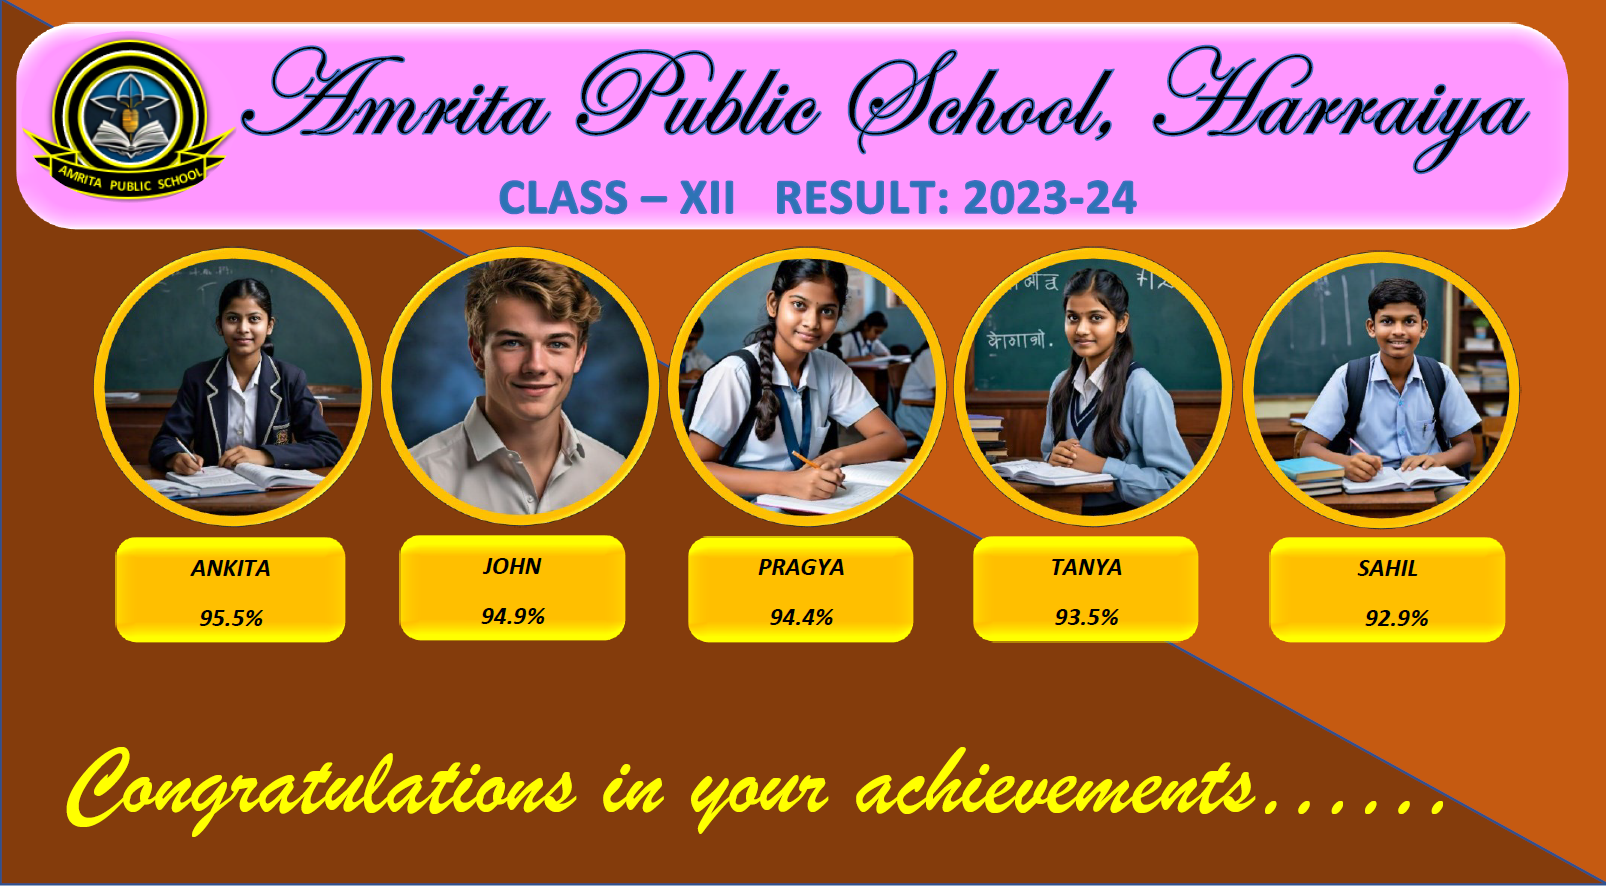 Amrita Public School, Harraiya
AMRITA PUBLIC SCHOOL
CLASS – XII RESULT: 2023-24
ANKITA
95.5%
JOHN
94.9%
PRAGYA
94.4%
TANYA
93.5%
SAHIL
92.9%
Congratulations in your achievements......